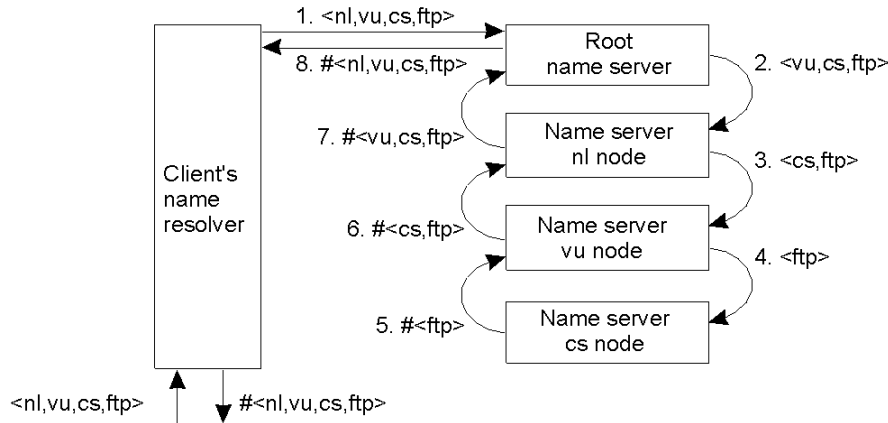 1. <nl,vu,cs,ftp>
Root
name server
8. #<nl,vu,cs,ftp>
2. <vu,cs,ftp>
7. #<vu,cs,ftp>
Name server
nl node
3. <cs,ftp>
Client's
name
resolver
6. #<cs,ftp>
Name server
vu node
4. <ftp>
5. #<ftp>
Name server
cs node
<nl,vu,cs,ftp>
#<nl,vu,cs,ftp>